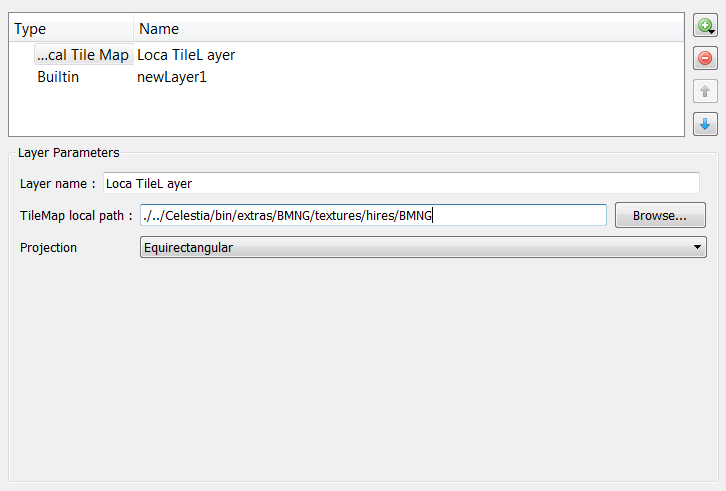 Type Name
...cal Tile Map Loca TileL ayer
Builtin newLayer1
Layer Parameters
Layer name : Loca TileL ayer
TileMap local path : ./../Celestia/bin/extras/BMNG/textures/hires/BMNG Browse...
Projection Equirectangular